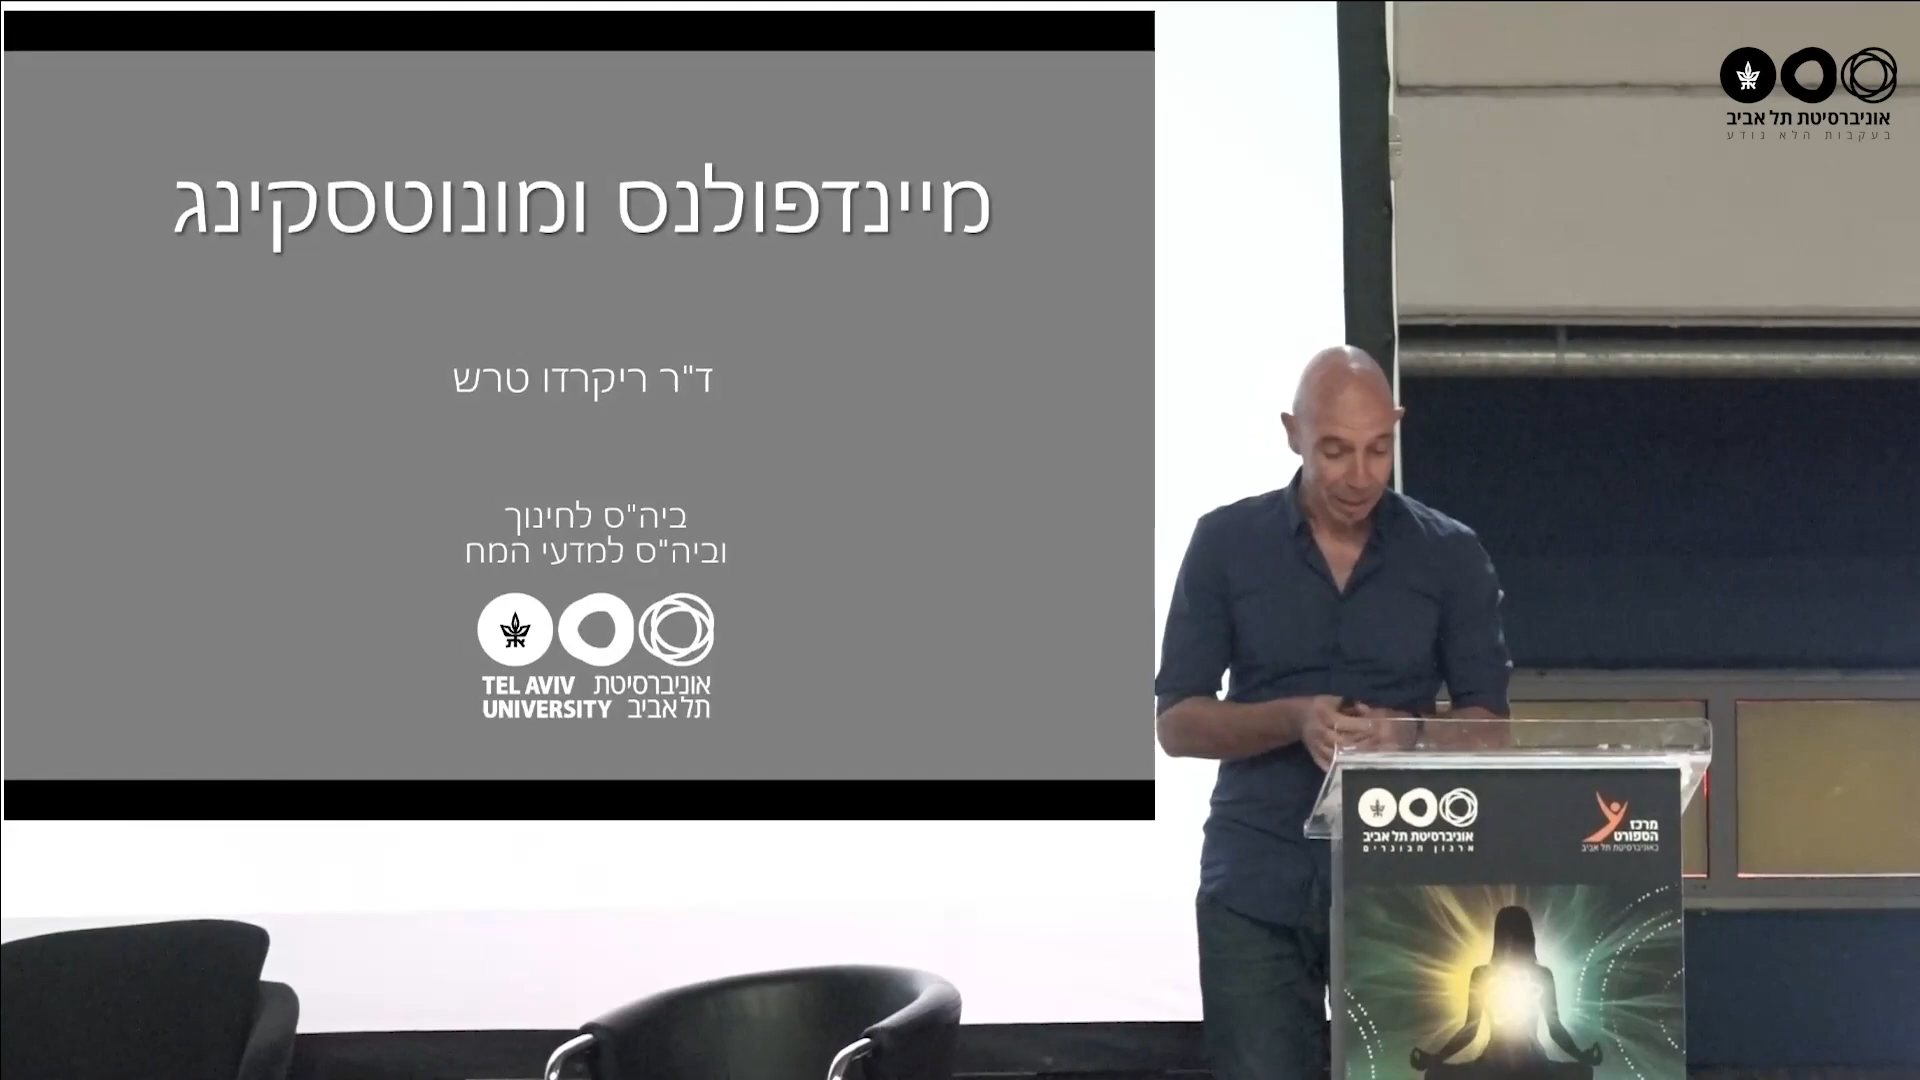 מיינדפולנס ומונוטסקינג
ד"ר ריקרדו טרש
ביה"ס לחינוך
וביה"ס למדעי המח
TEL AVIV אוניברסיטת
UNIVERSITY תל אביב
אוניברסיטת תל אביב
בעקבות הלא נודע
אוניברסיטת תל אביב
ארגון הבוגרים
מרכז
הספורט
באוניברסיטת תל אביב